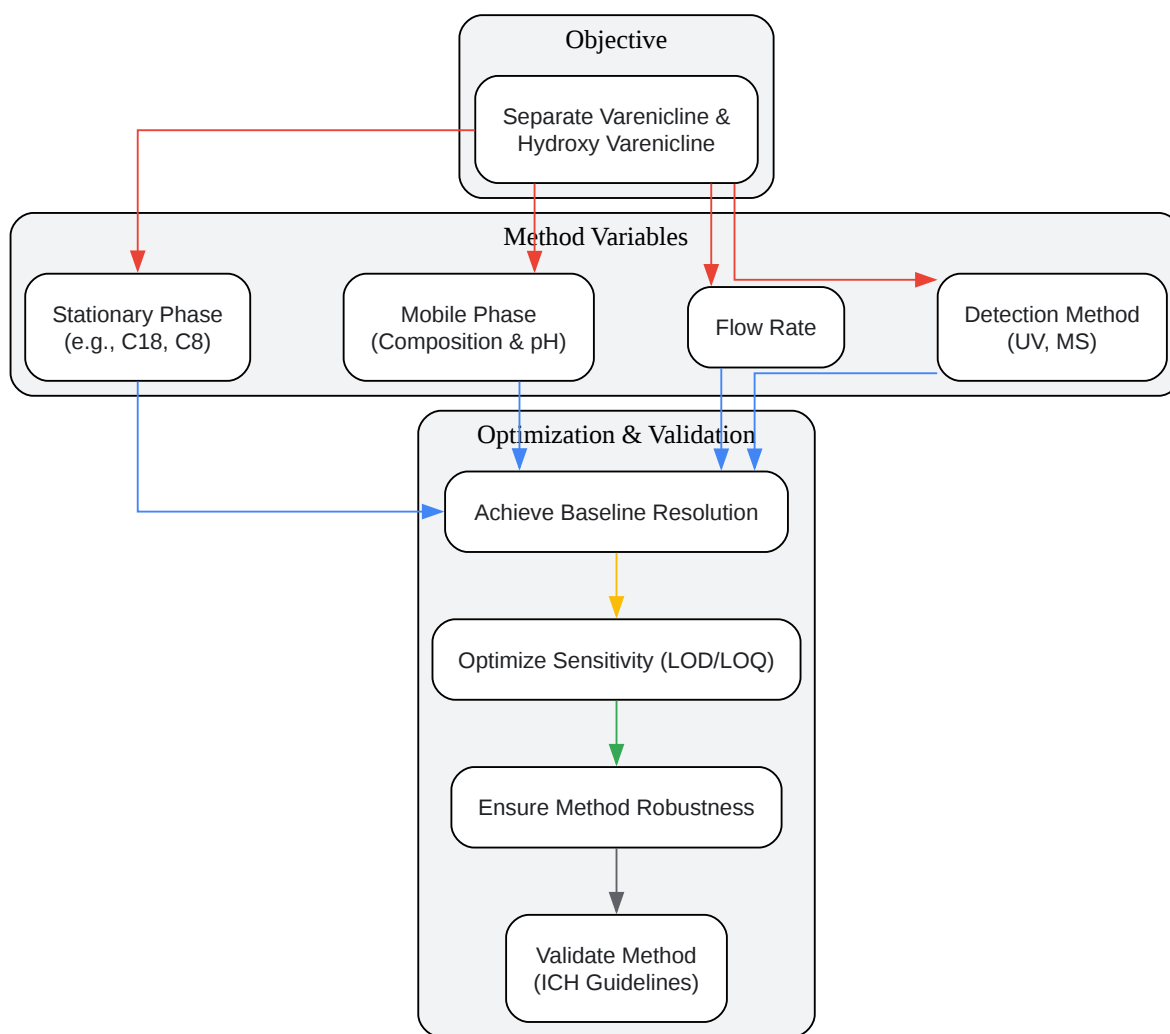 Objective
Separate Varenicline &
Hydroxy Varenicline
Method Variables
Stationary Phase
(e.g., C18, C8)
Mobile Phase
(Composition & pH)
Flow Rate
Detection Method
(UV, MS)
Optimization & Validation
Achieve Baseline Resolution
Optimize Sensitivity (LOD/LOQ)
Ensure Method Robustness
Validate Method
(ICH Guidelines)